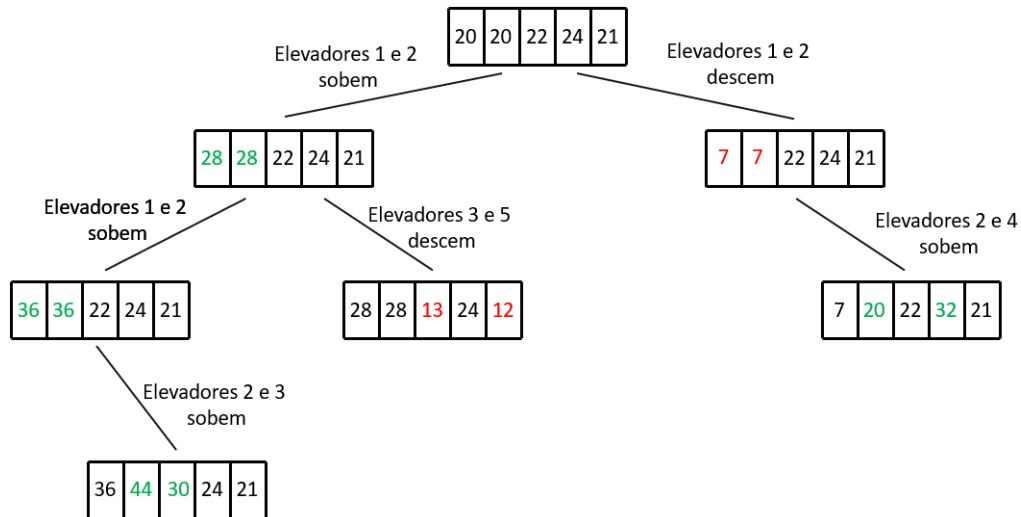 20 20 22 24 21
Elevadores 1 e 2
sobem
Elevadores 1 e 2
descem
28 28 22 24 21
7 7 22 24 21
Elevadores 1 e 2
sobem
Elevadores 3 e 5
descem
Elevadores 2 e 4
sobem
36 36 22 24 21
28 28 13 24 12
7 20 22 32 21
Elevadores 2 e 3
sobem
36 44 30 24 21